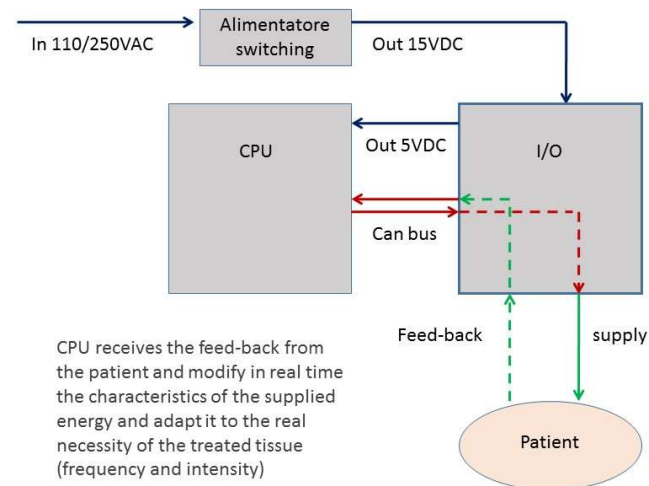 In 110/250VAC
Alimentatore
switching
Out 15VDC
CPU
Out 5VDC
I/O
Can bus
Feed-back
supply
CPU receives the feed-back from
the patient and modify in real time
the characteristics of the supplied
energy and adapt it to the real
necessity of the treated tissue
(frequency and intensity)
Patient